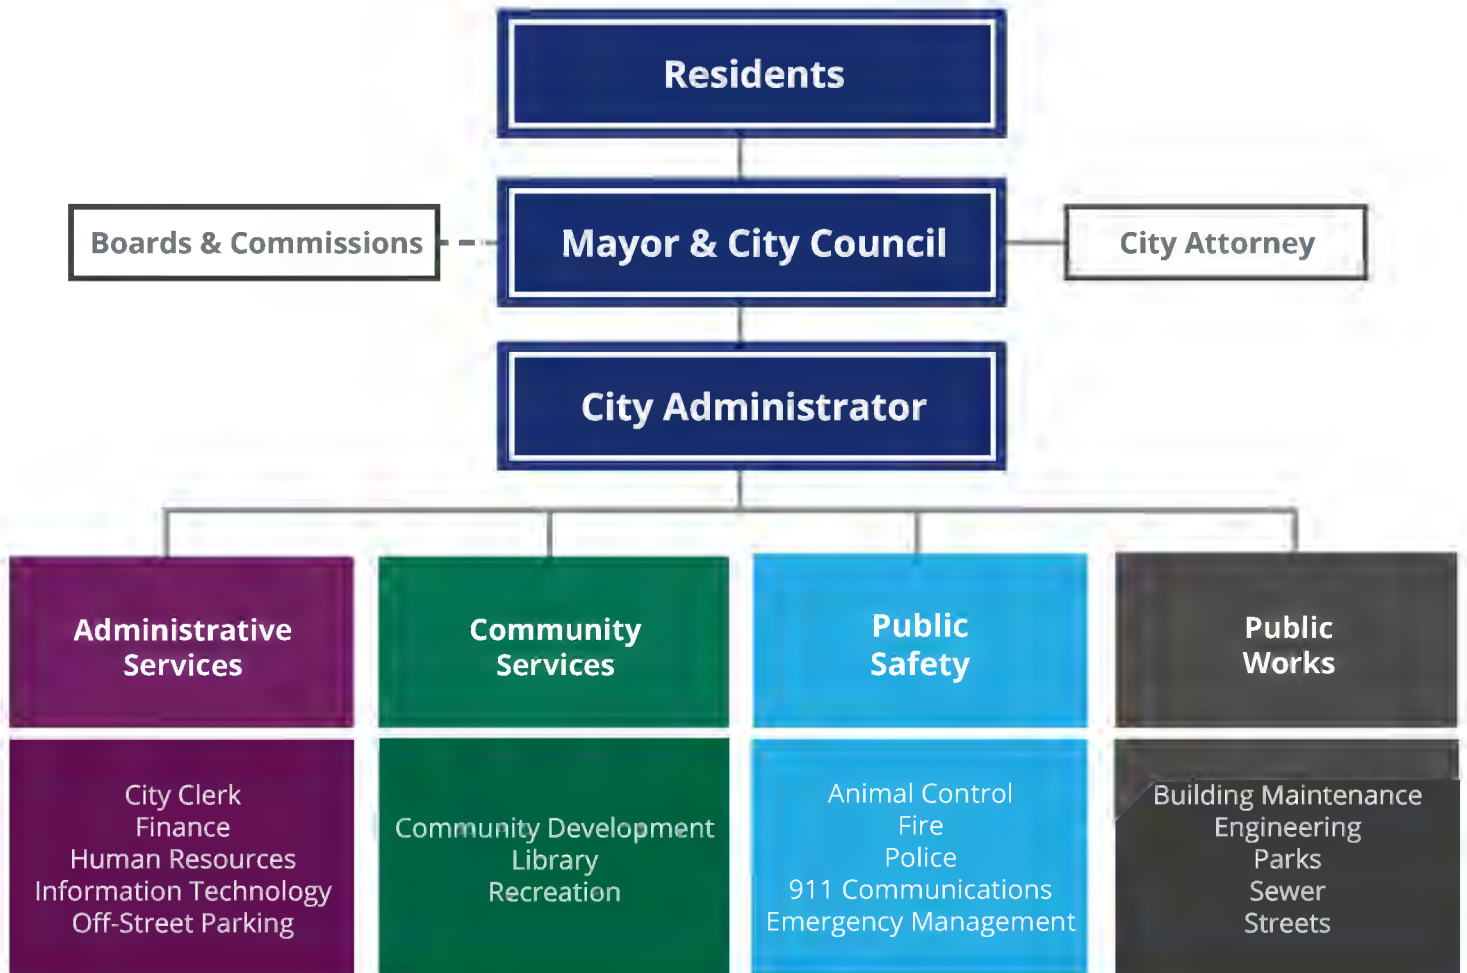 Residents
Boards & Commissions
Mayor & City Council
City Attorney
City Administrator
Administrative
Services
Community
Services
Public
Safety
Public
Works
City Clerk
Finance
Human Resources
Information Technology
Off-Street Parking
Community Development
Library
Recreation
Animal Control
Fire
Police
911 Communications
Emergency Management
Building Maintenance
Engineering
Parks
Sewer
Streets